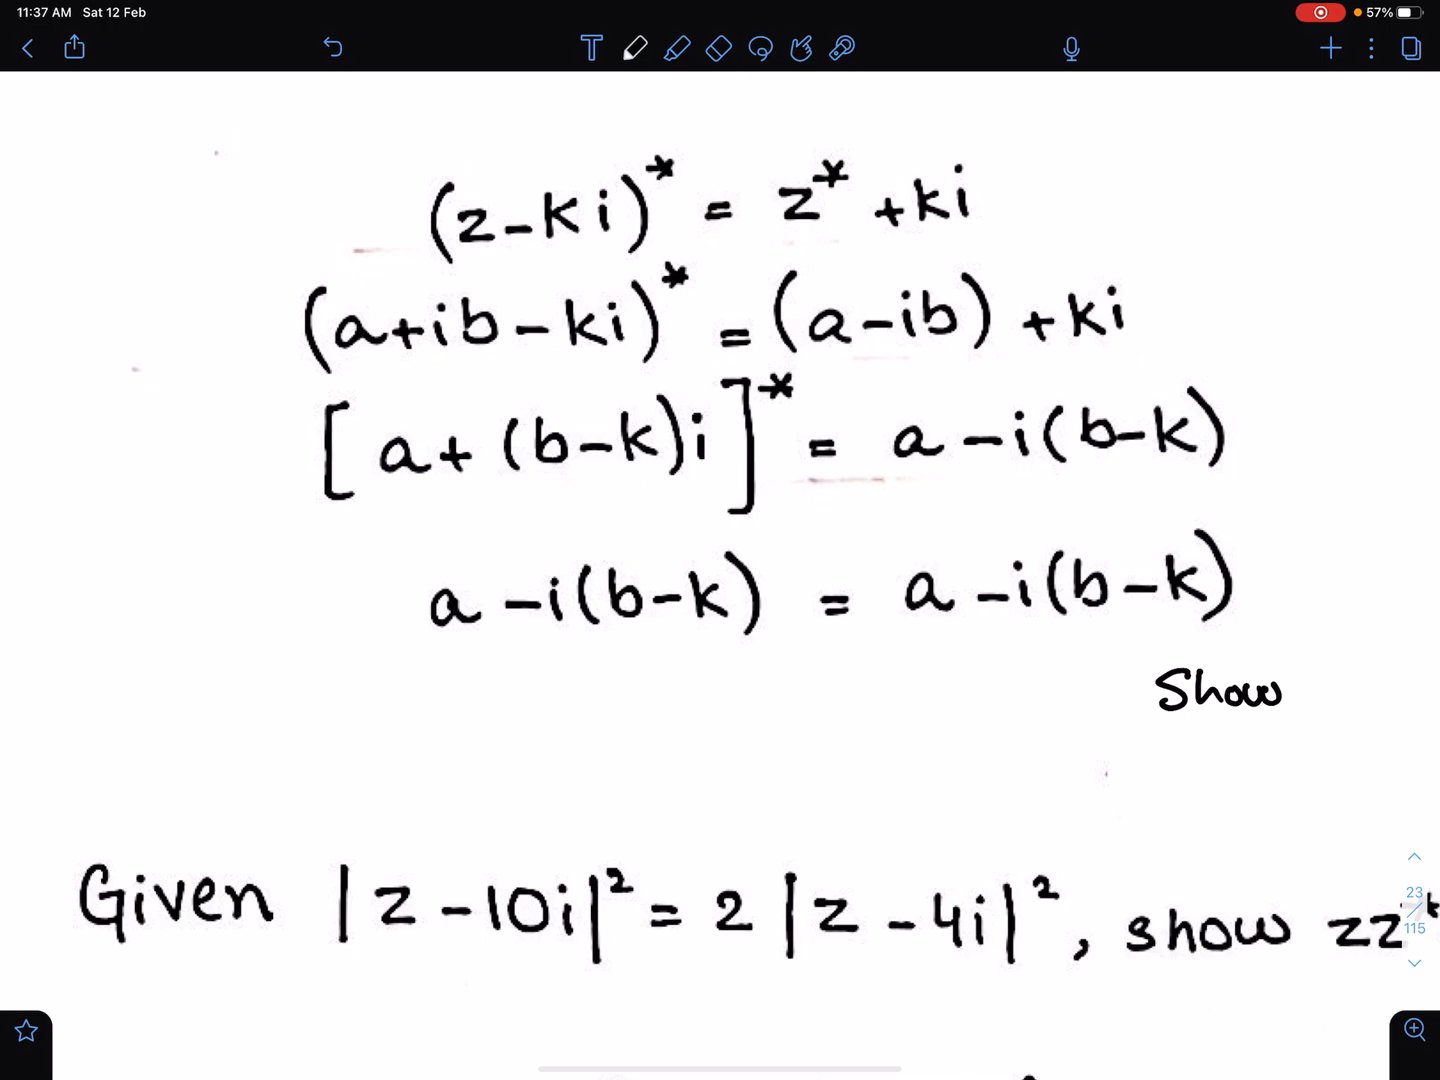 11:37 AM Sat 12 Feb 57%
(z-ki)* = z* +ki
(a+ib-ki)* = (a-ib) +ki
[a+(b-k)i]* = a-i(b-k)
a-i(b-k) = a-i(b-k)
Show
Given |z-10i|² = 2|z-4i|², show zz*
23
115